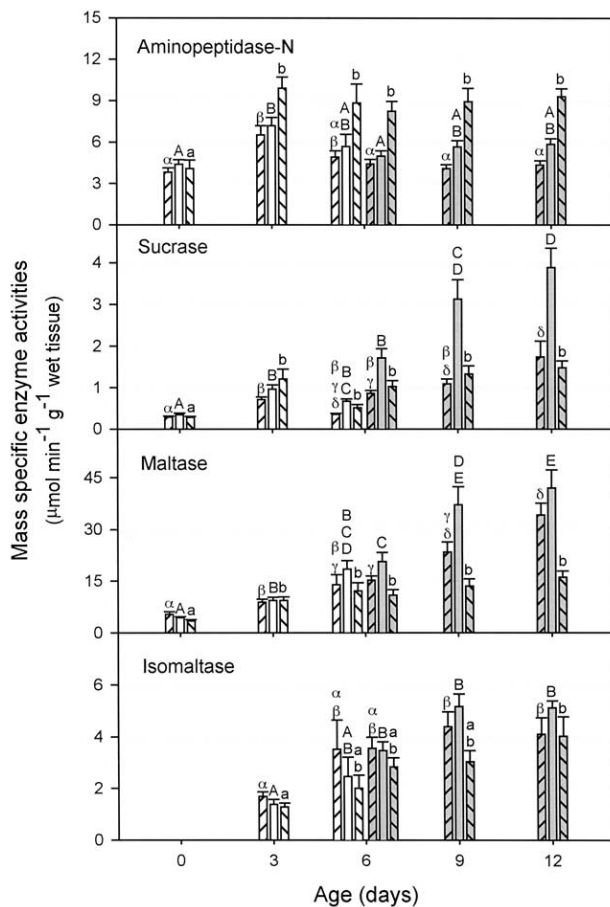 Mass specific enzyme activities
(µmol min⁻¹ g⁻¹ wet tissue)
Aminopeptidase-N
15
12
9
6
3
0
α A a
β B b
α A b
β B
α A b
α A b
B
α A b
B
Sucrase
4
3
2
1
0
α A a
β B b
β B b
γ C
δ
β B b
γ
β C b
δ D
δ D b
Maltase
45
30
15
0
α A a
β B b
β B b
γ C
D
γ C b
γ D b
δ E
δ E b
Isomaltase
6
4
2
0
α A a
α A a
β B b
α B a
β b
β B a
b
β B b
0 3 6 9 12
Age (days)